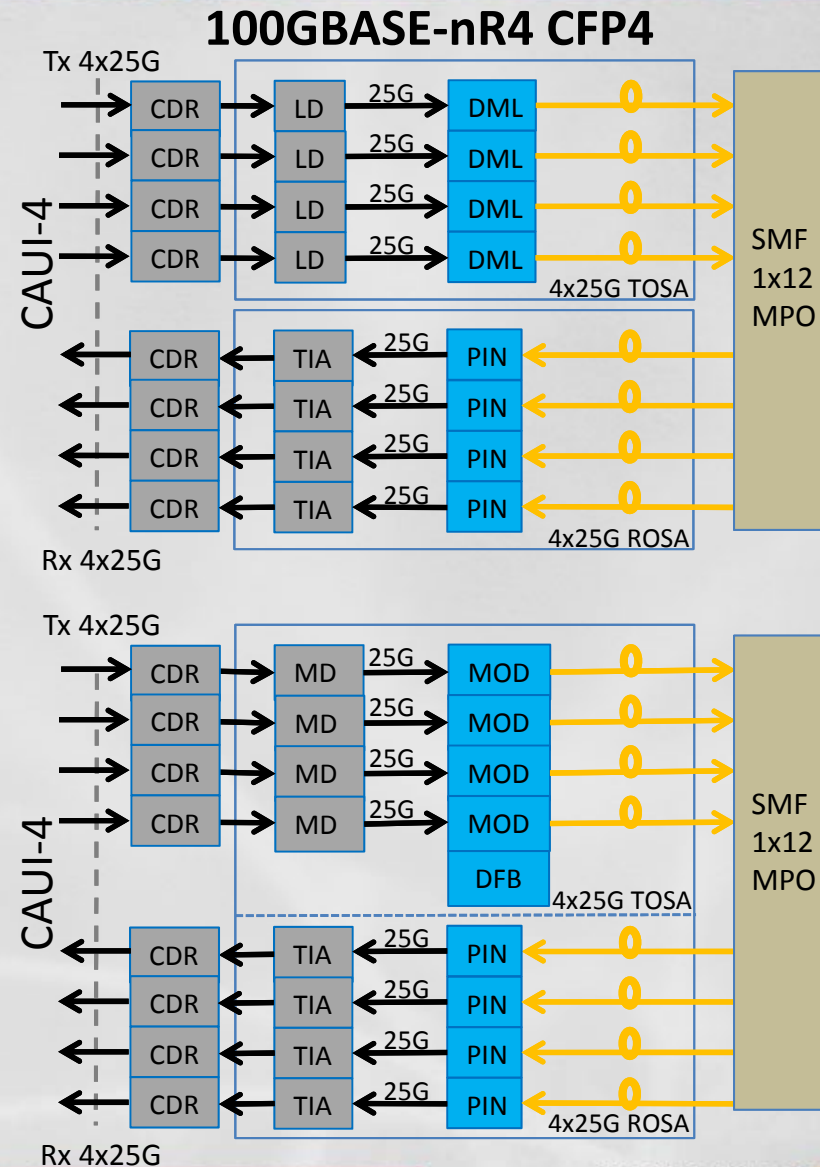 100GBASE-nR4 CFP4
Tx 4x25G
CAUI-4
CDR LD 25G DML
CDR LD 25G DML
CDR LD 25G DML
CDR LD 25G DML
4x25G TOSA
SMF
1x12
MPO
CDR TIA 25G PIN
CDR TIA 25G PIN
CDR TIA 25G PIN
CDR TIA 25G PIN
4x25G ROSA
Rx 4x25G
Tx 4x25G
CAUI-4
CDR MD 25G MOD
CDR MD 25G MOD
CDR MD 25G MOD
CDR MD 25G MOD
DFB
4x25G TOSA
SMF
1x12
MPO
CDR TIA 25G PIN
CDR TIA 25G PIN
CDR TIA 25G PIN
CDR TIA 25G PIN
4x25G ROSA
Rx 4x25G